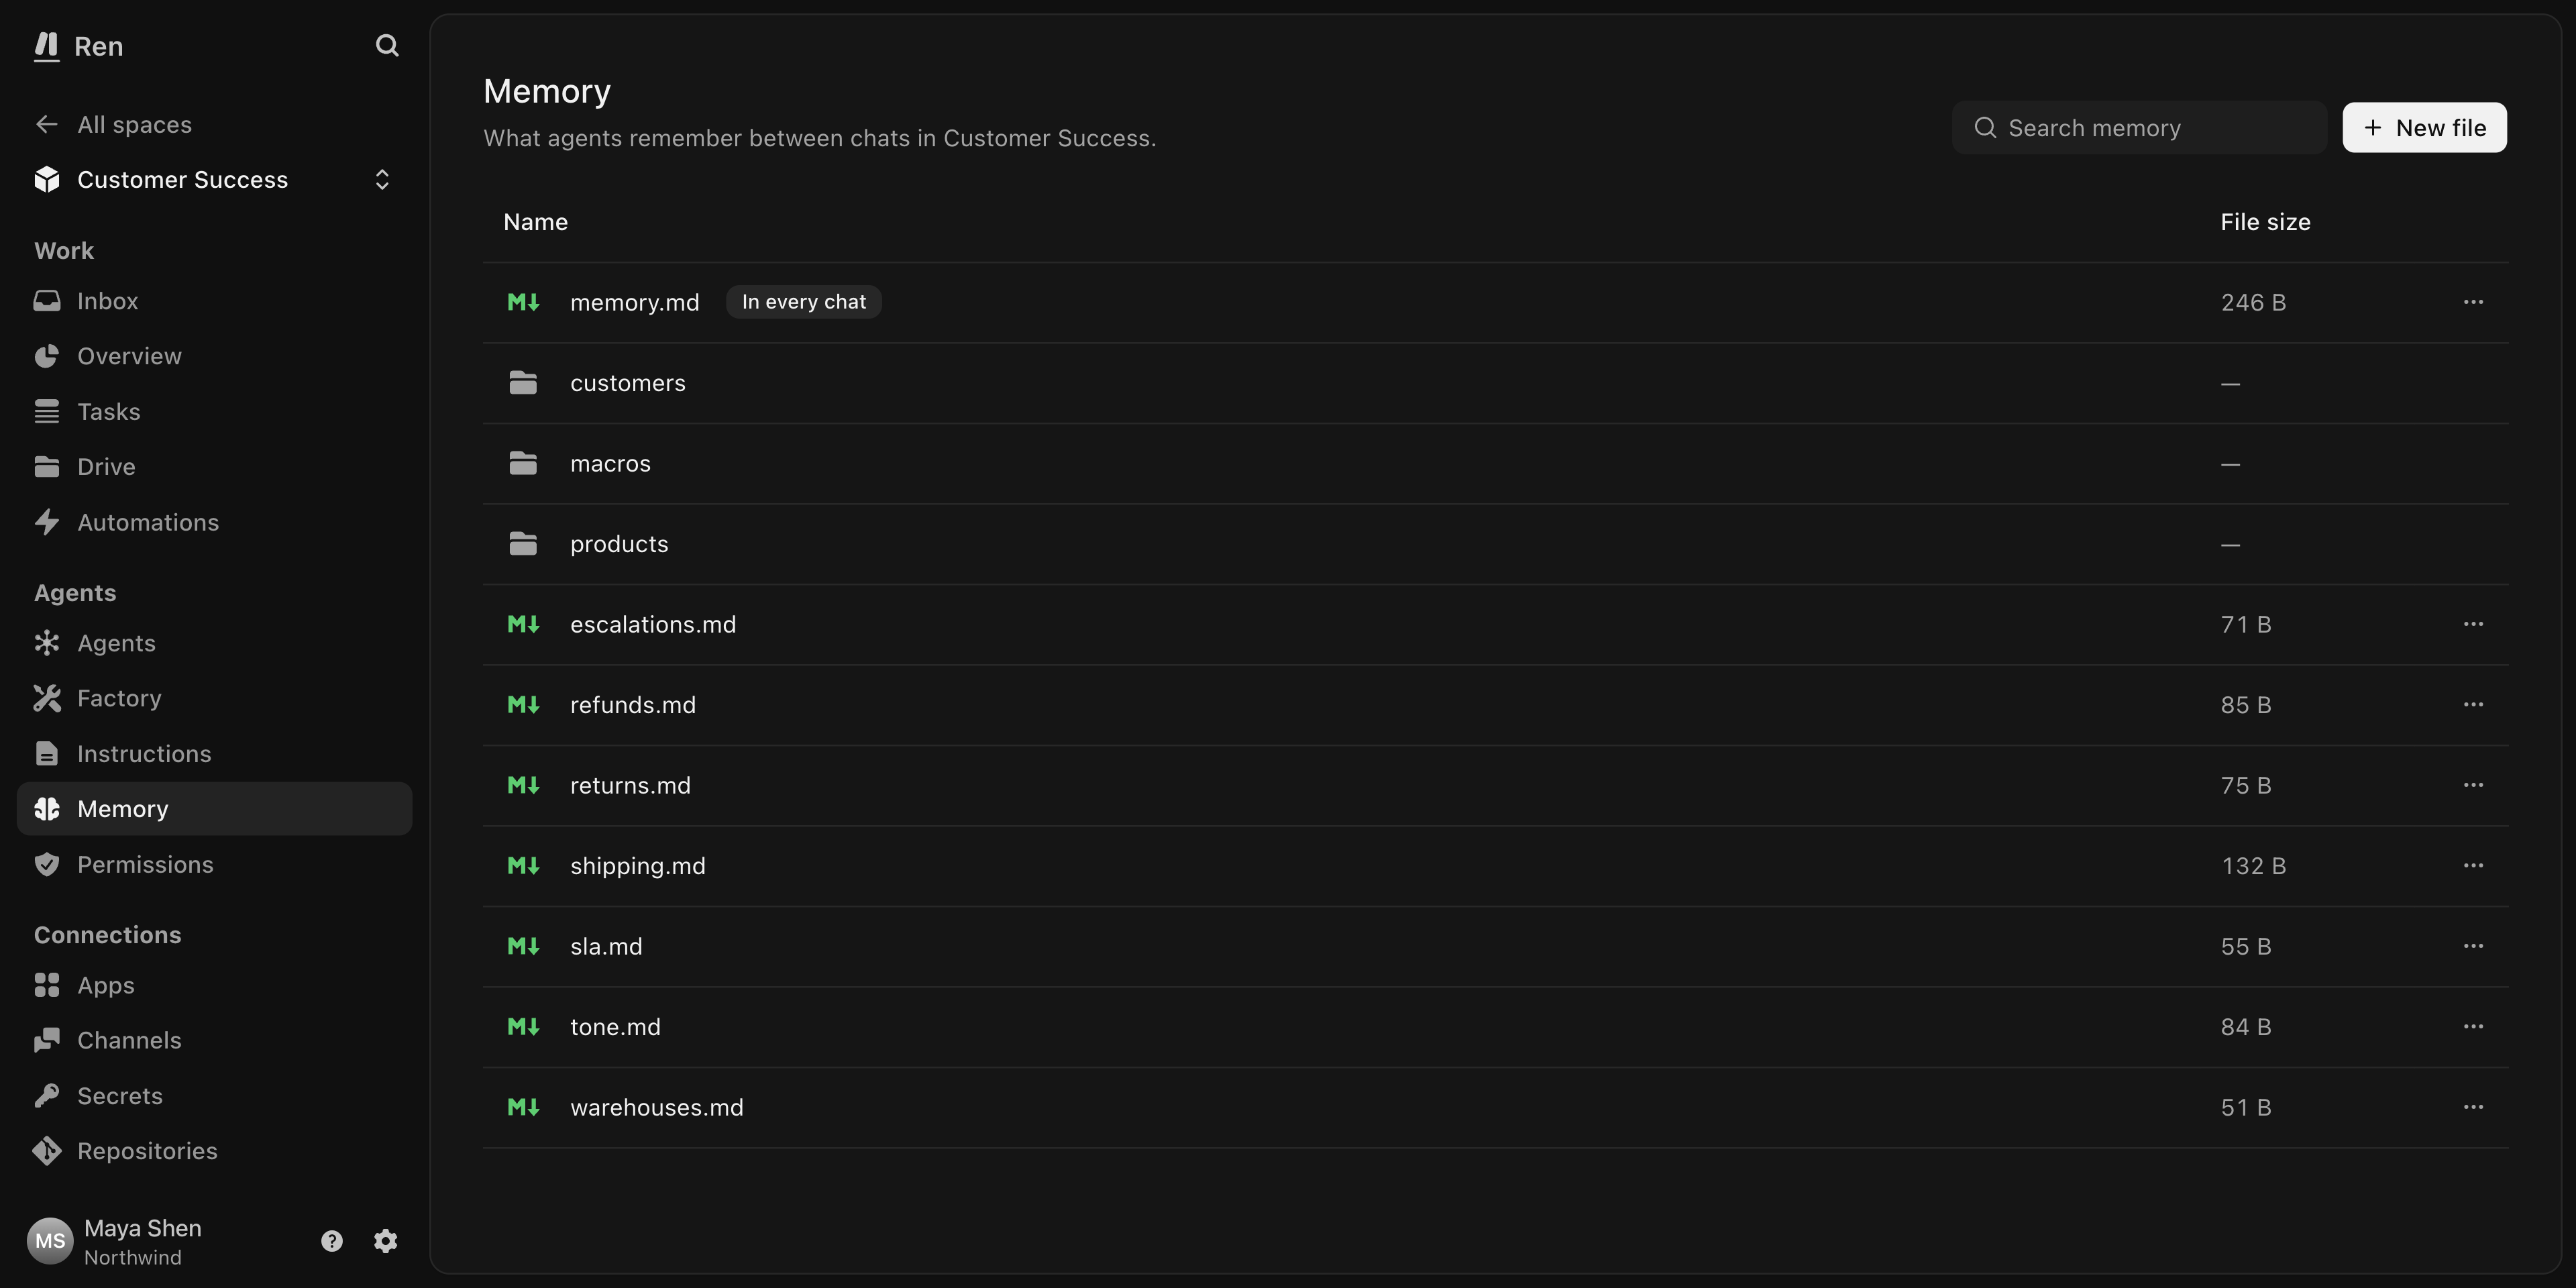 Ren
All spaces
Customer Success
Work
Inbox
Overview
Tasks
Drive
Automations
Agents
Agents
Factory
Instructions
Memory
Permissions
Connections
Apps
Channels
Secrets
Repositories
MS
Maya Shen
Northwind
Memory
What agents remember between chats in Customer Success.
Search memory
+ New file
Name File size
memory.md In every chat 246 B
customers —
macros —
products —
escalations.md 71 B
refunds.md 85 B
returns.md 75 B
shipping.md 132 B
sla.md 55 B
tone.md 84 B
warehouses.md 51 B